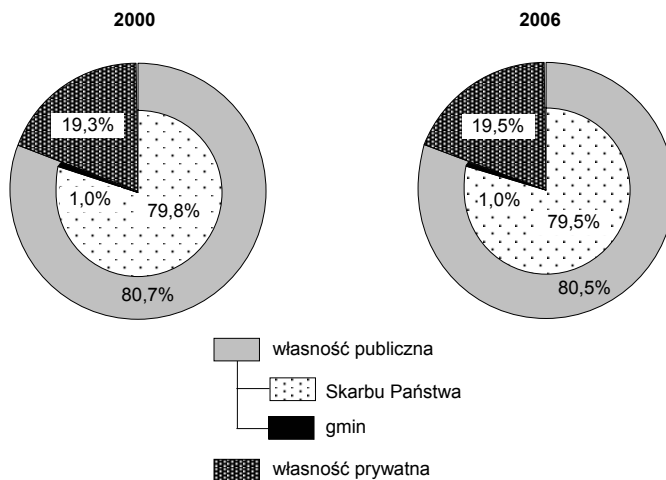 2000
2006
19,3%
1,0%
79,8%
80,7%
19,5%
1,0%
79,5%
80,5%
własność publiczna
Skarbu Państwa
gmin
własność prywatna